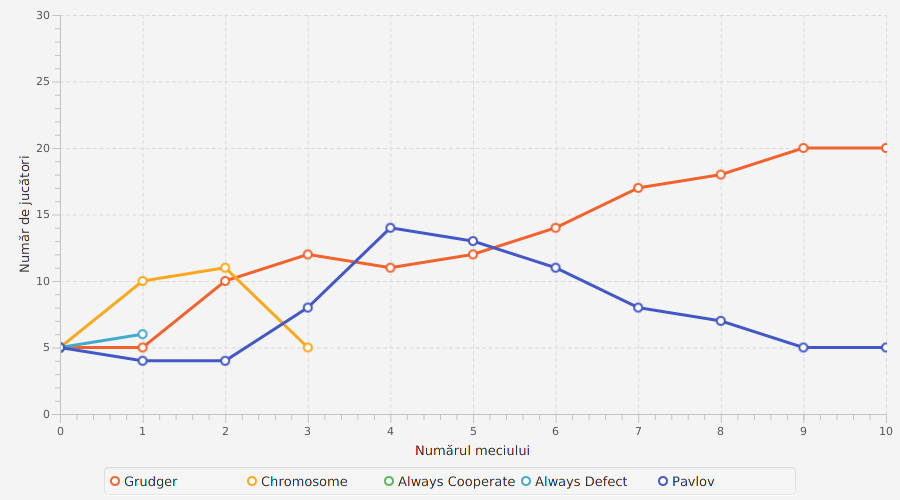 30
25
20
15
10
5
0
Număr de jucători
0 1 2 3 4 5 6 7 8 9 10
Numărul meciului
Grudger Chromosome Always Cooperate Always Defect Pavlov